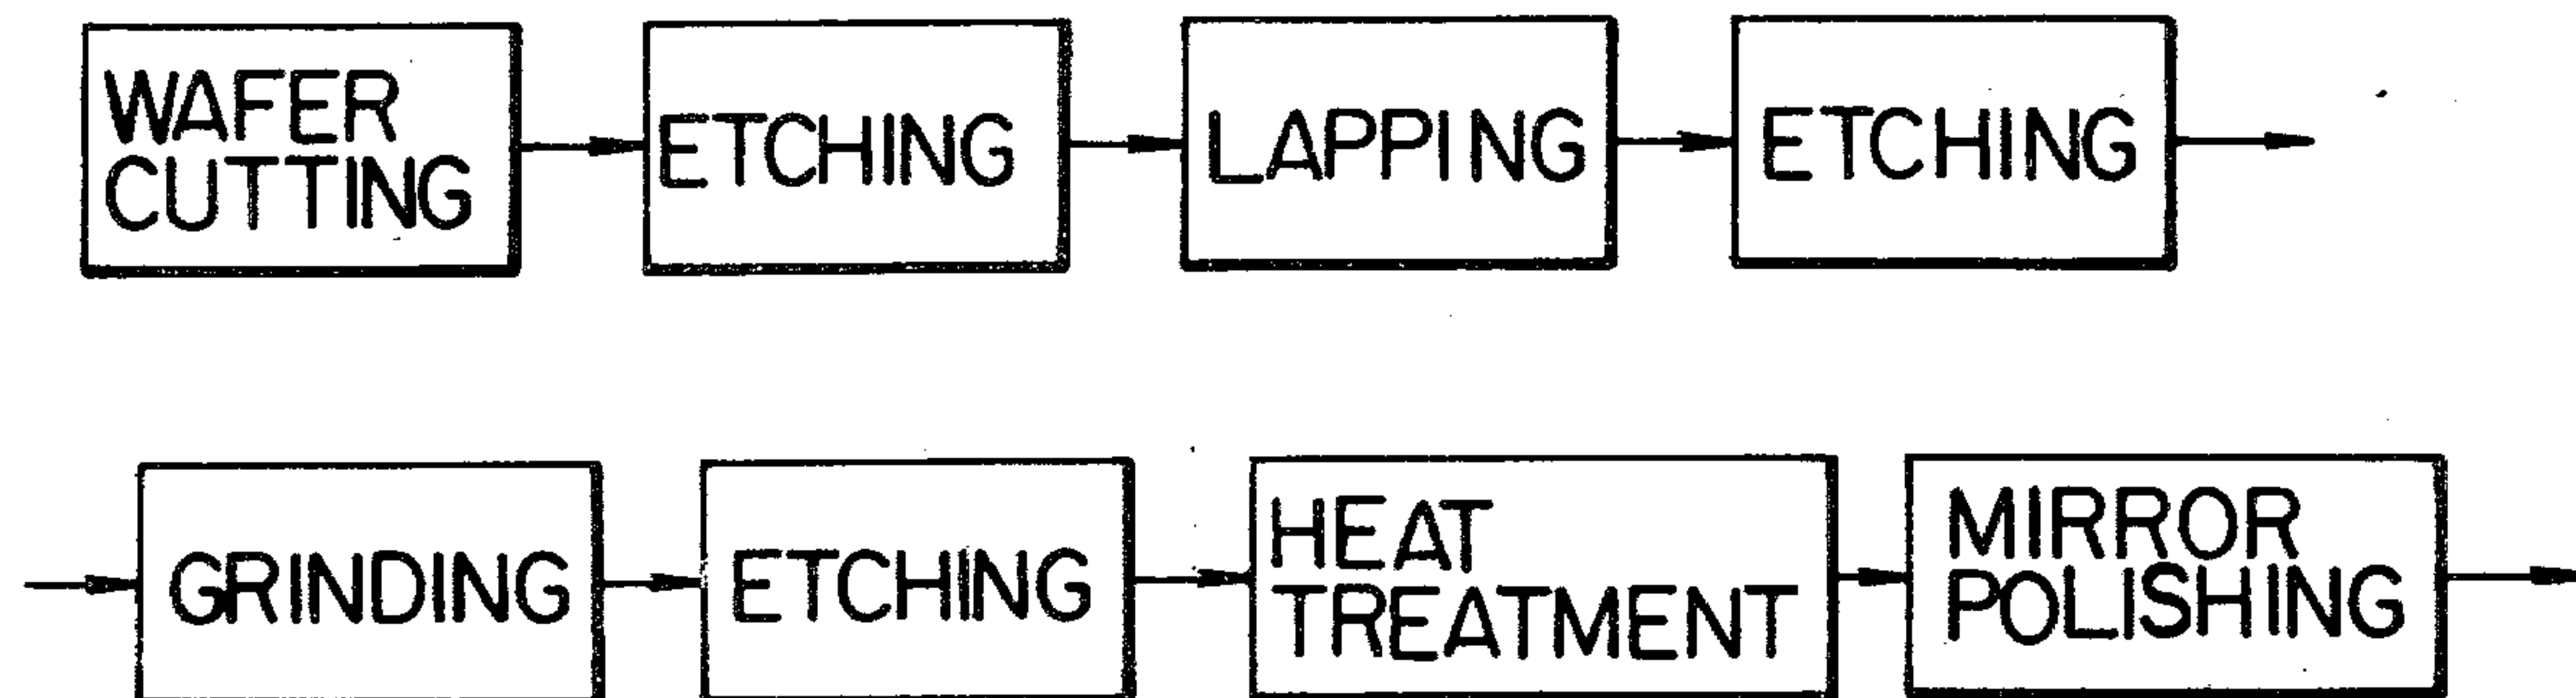 WAFER
CUTTING
ETCHING
LAPPING
ETCHING
GRINDING
ETCHING
HEAT
TREATMENT
MIRROR
POLISHING